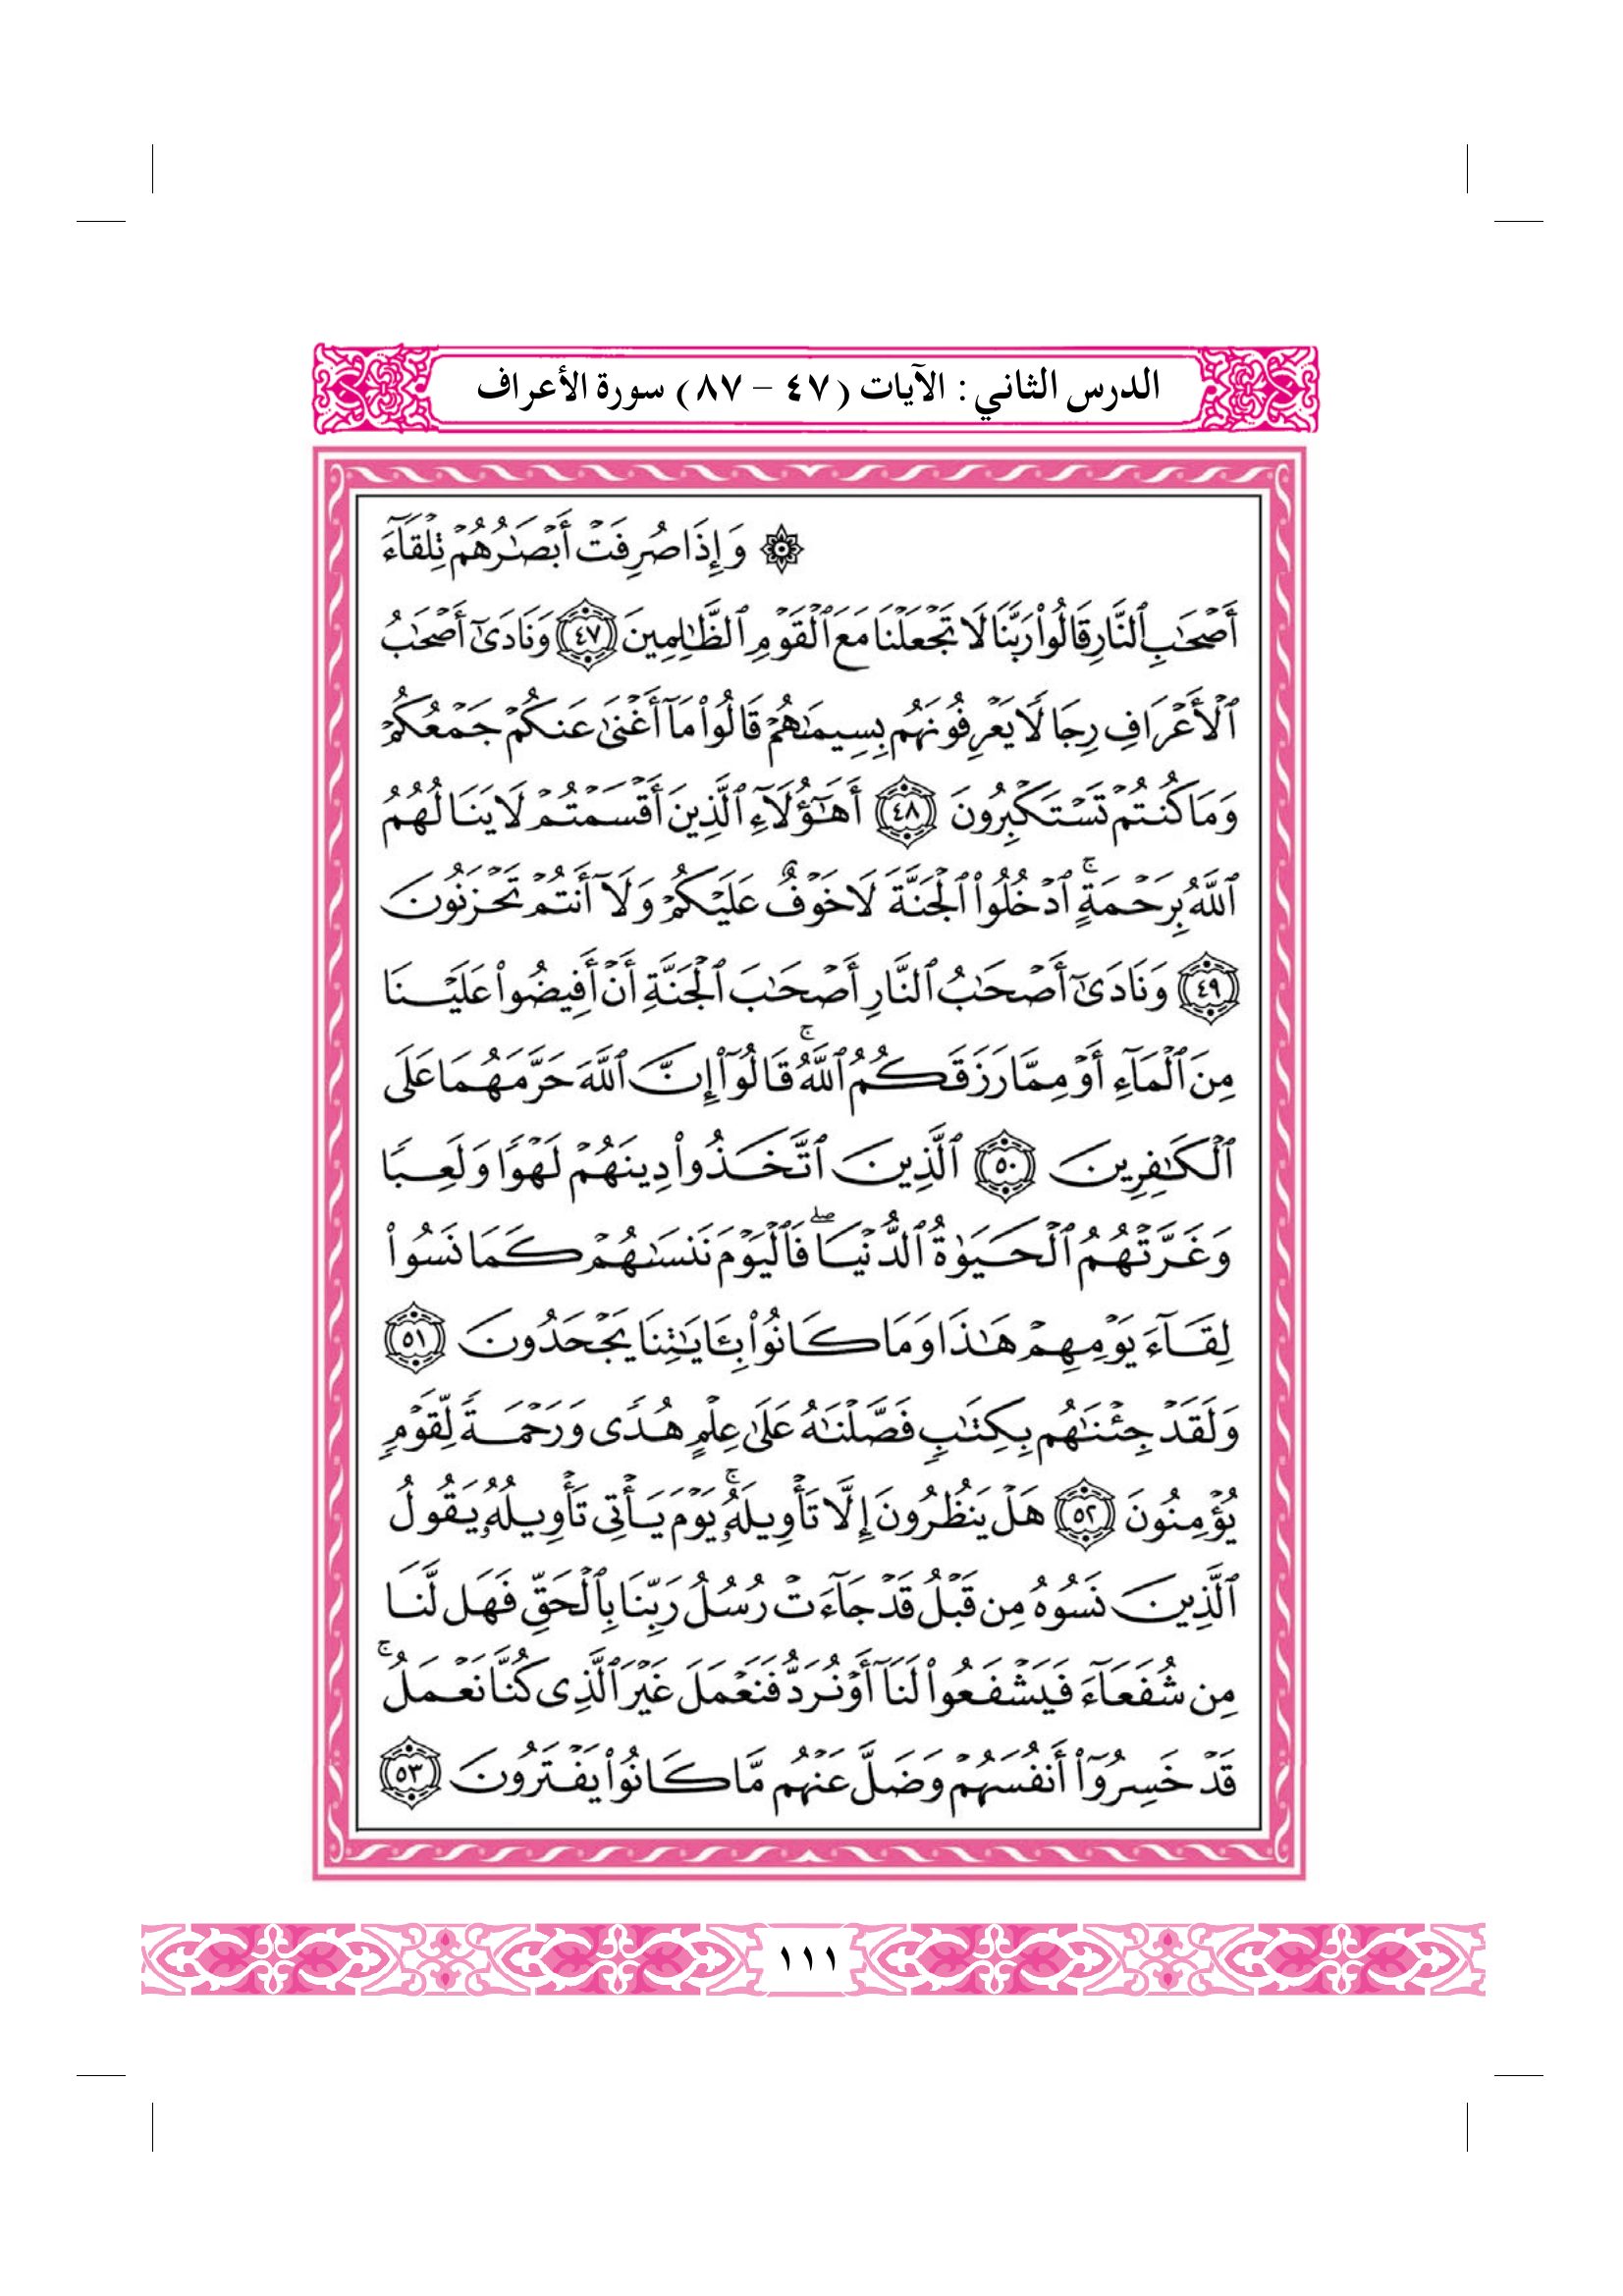 الدرس الثاني : الآيات (٤٧ - ٨٧) سورة الأعراف
۞ وَإِذَا صُرِفَتۡ أَبۡصَٰرُهُمۡ تِلۡقَآءَ
أَصۡحَٰبِ ٱلنَّارِ قَالُواْ رَبَّنَا لَا تَجۡعَلۡنَا مَعَ ٱلۡقَوۡمِ ٱلظَّٰلِمِينَ ٤٧ وَنَادَىٰٓ أَصۡحَٰبُ
ٱلۡأَعۡرَافِ رِجَالٗا يَعۡرِفُونَهُم بِسِيمَىٰهُمۡ قَالُواْ مَآ أَغۡنَىٰ عَنكُمۡ جَمۡعُكُمۡ
وَمَا كُنتُمۡ تَسۡتَكۡبِرُونَ ٤٨ أَهَٰٓؤُلَآءِ ٱلَّذِينَ أَقۡسَمۡتُمۡ لَا يَنَالُهُمُ
ٱللَّهُ بِرَحۡمَةٍۚ ٱدۡخُلُواْ ٱلۡجَنَّةَ لَا خَوۡفٌ عَلَيۡكُمۡ وَلَآ أَنتُمۡ تَحۡزَنُونَ
٤٩ وَنَادَىٰٓ أَصۡحَٰبُ ٱلنَّارِ أَصۡحَٰبَ ٱلۡجَنَّةِ أَنۡ أَفِيضُواْ عَلَيۡنَا
مِنَ ٱلۡمَآءِ أَوۡ مِمَّا رَزَقَكُمُ ٱللَّهُۚ قَالُوٓاْ إِنَّ ٱللَّهَ حَرَّمَهُمَا عَلَى
ٱلۡكَٰفِرِينَ ٥٠ ٱلَّذِينَ ٱتَّخَذُواْ دِينَهُمۡ لَهۡوٗا وَلَعِبٗا
وَغَرَّتۡهُمُ ٱلۡحَيَوٰةُ ٱلدُّنۡيَاۖ فَٱلۡيَوۡمَ نَنسَىٰهُمۡ كَمَا نَسُواْ
لِقَآءَ يَوۡمِهِمۡ هَٰذَا وَمَا كَانُواْ بِـَٔايَٰتِنَا يَجۡحَدُونَ ٥١
وَلَقَدۡ جِئۡنَٰهُم بِكِتَٰبٖ فَصَّلۡنَٰهُ عَلَىٰ عِلۡمٍ هُدٗى وَرَحۡمَةٗ لِّقَوۡمٖ
يُؤۡمِنُونَ ٥٢ هَلۡ يَنظُرُونَ إِلَّا تَأۡوِيلَهُۥۚ يَوۡمَ يَأۡتِي تَأۡوِيلُهُۥ يَقُولُ
ٱلَّذِينَ نَسُوهُ مِن قَبۡلُ قَدۡ جَآءَتۡ رُسُلُ رَبِّنَا بِٱلۡحَقِّ فَهَل لَّنَا
مِن شُفَعَآءَ فَيَشۡفَعُواْ لَنَآ أَوۡ نُرَدُّ فَنَعۡمَلَ غَيۡرَ ٱلَّذِي كُنَّا نَعۡمَلُۚ
قَدۡ خَسِرُوٓاْ أَنفُسَهُمۡ وَضَلَّ عَنۡهُم مَّا كَانُواْ يَفۡتَرُونَ ٥٣
١١١